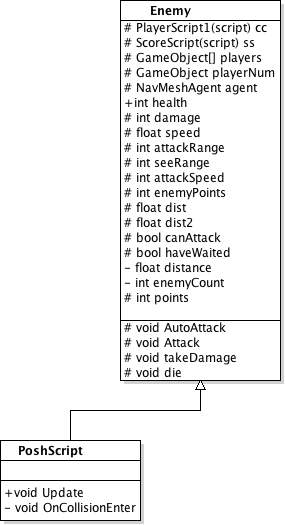 Enemy
# PlayerScript1(script) cc
# ScoreScript(script) ss
# GameObject[] players
# GameObject playerNum
# NavMeshAgent agent
+int health
# int damage
# float speed
# int attackRange
# int seeRange
# int attackSpeed
# int enemyPoints
# float dist
# float dist2
# bool canAttack
# bool haveWaited
- float distance
- int enemyCount
# int points
# void AutoAttack
# void Attack
# void takeDamage
# void die
PoshScript
+void Update
- void OnCollisionEnter